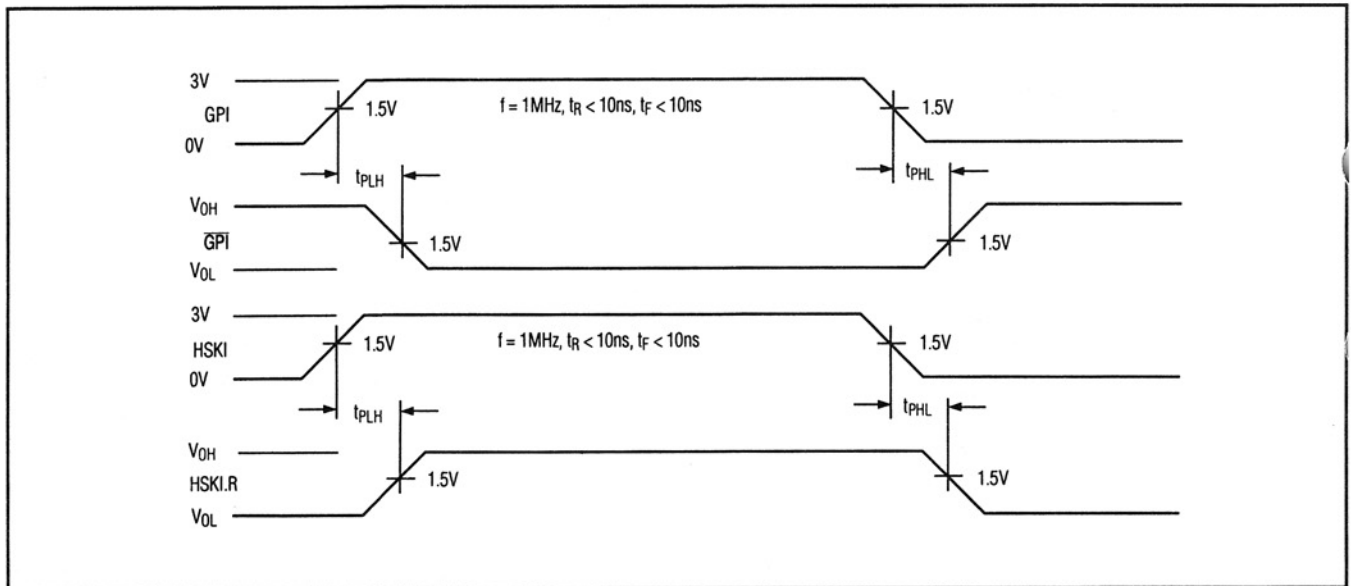 3V
GPI
0V
1.5V
f = 1MHz, tR < 10ns, tF < 10ns
1.5V
tPLH
tPHL
VOH
G̅P̅I̅
VOL
1.5V
1.5V
3V
HSKI
0V
1.5V
f = 1MHz, tR < 10ns, tF < 10ns
1.5V
tPLH
tPHL
VOH
HSKI.R
VOL
1.5V
1.5V